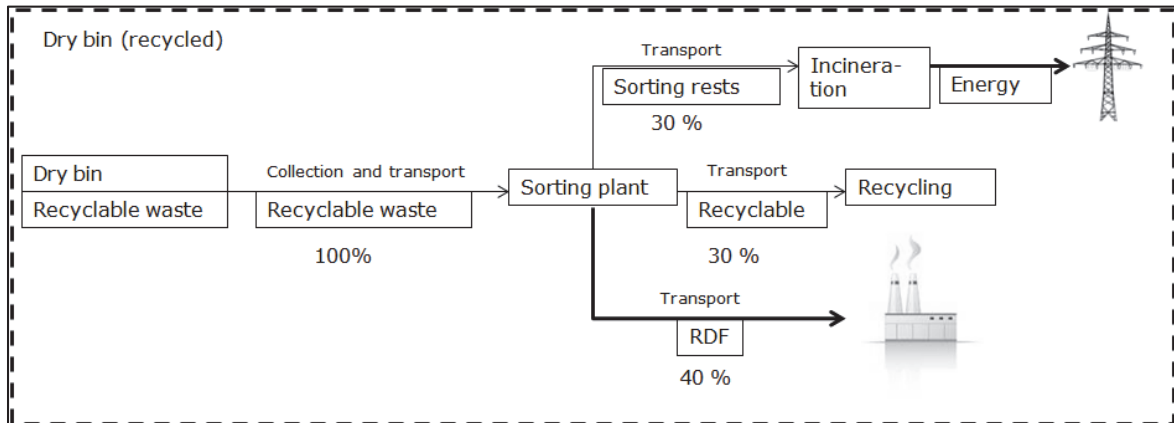 Dry bin (recycled)
Transport
Sorting rests
30 %
Incinera-
tion
Energy
Dry bin
Recyclable waste
Collection and transport
Recyclable waste
100%
Sorting plant
Transport
Recyclable
30 %
Recycling
Transport
RDF
40 %